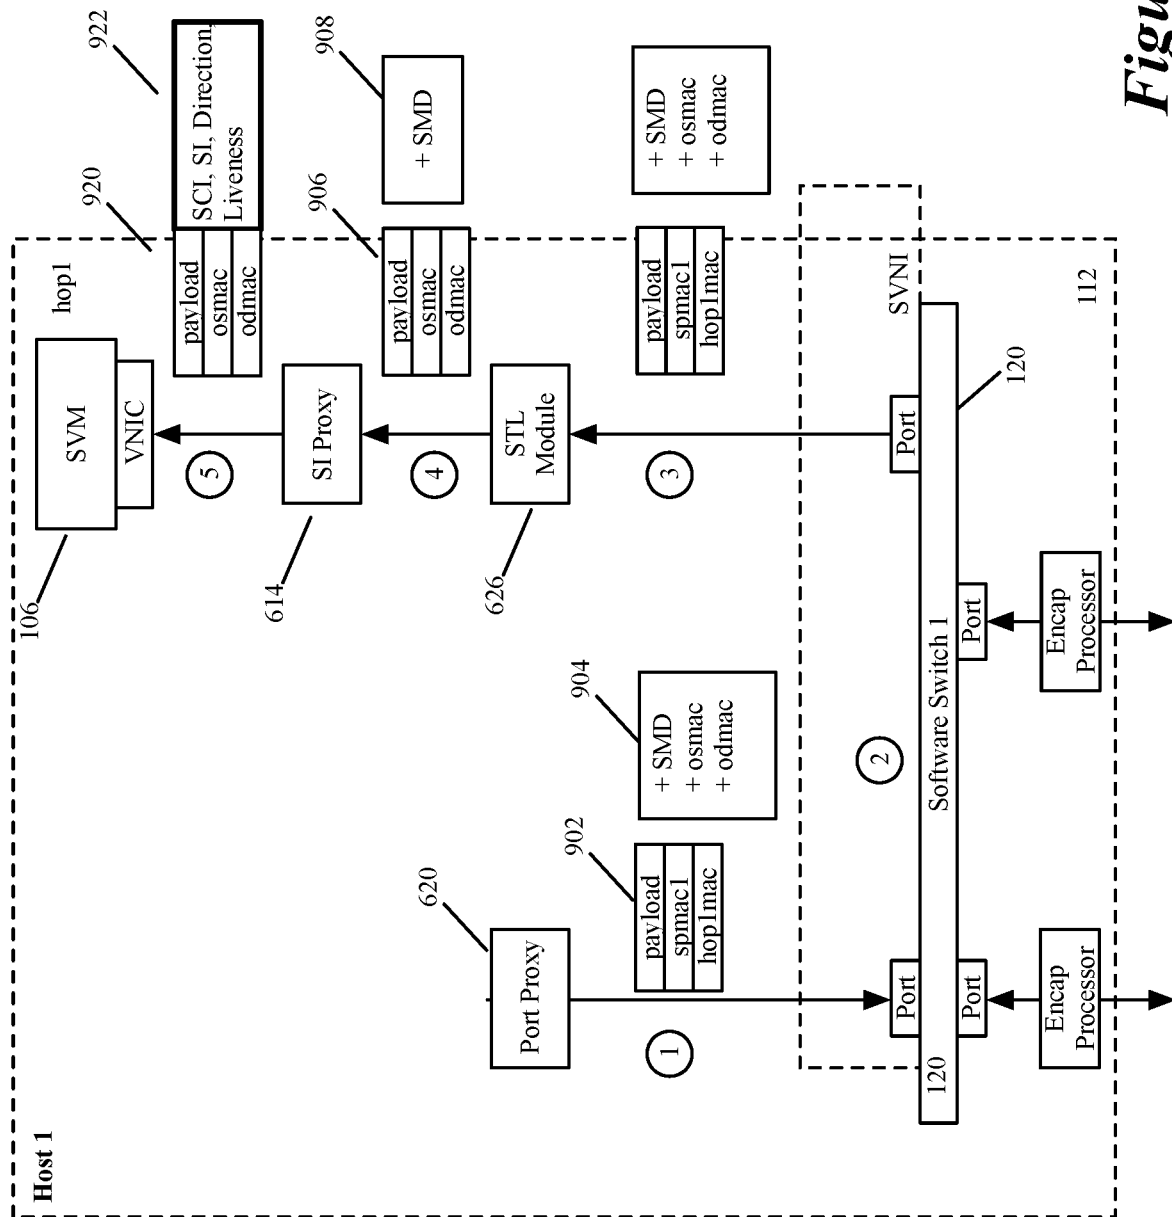 Host 1
106
SVM
VNIC
hop1
920
922
5
payload
osmac
odmac
SCI, SI, Direction,
Liveness
614
SI Proxy
906
908
4
payload
osmac
odmac
+ SMD
620
Port Proxy
626
STL
Module
902
904
1
payload
spmac1
hop1mac
+ SMD
+ osmac
+ odmac
3
payload
spmac1
hop1mac
+ SMD
+ osmac
+ odmac
2
SVNI
Port
Port
120
Software Switch 1
120
Port
Port
112
Encap
Processor
Encap
Processor
Figu